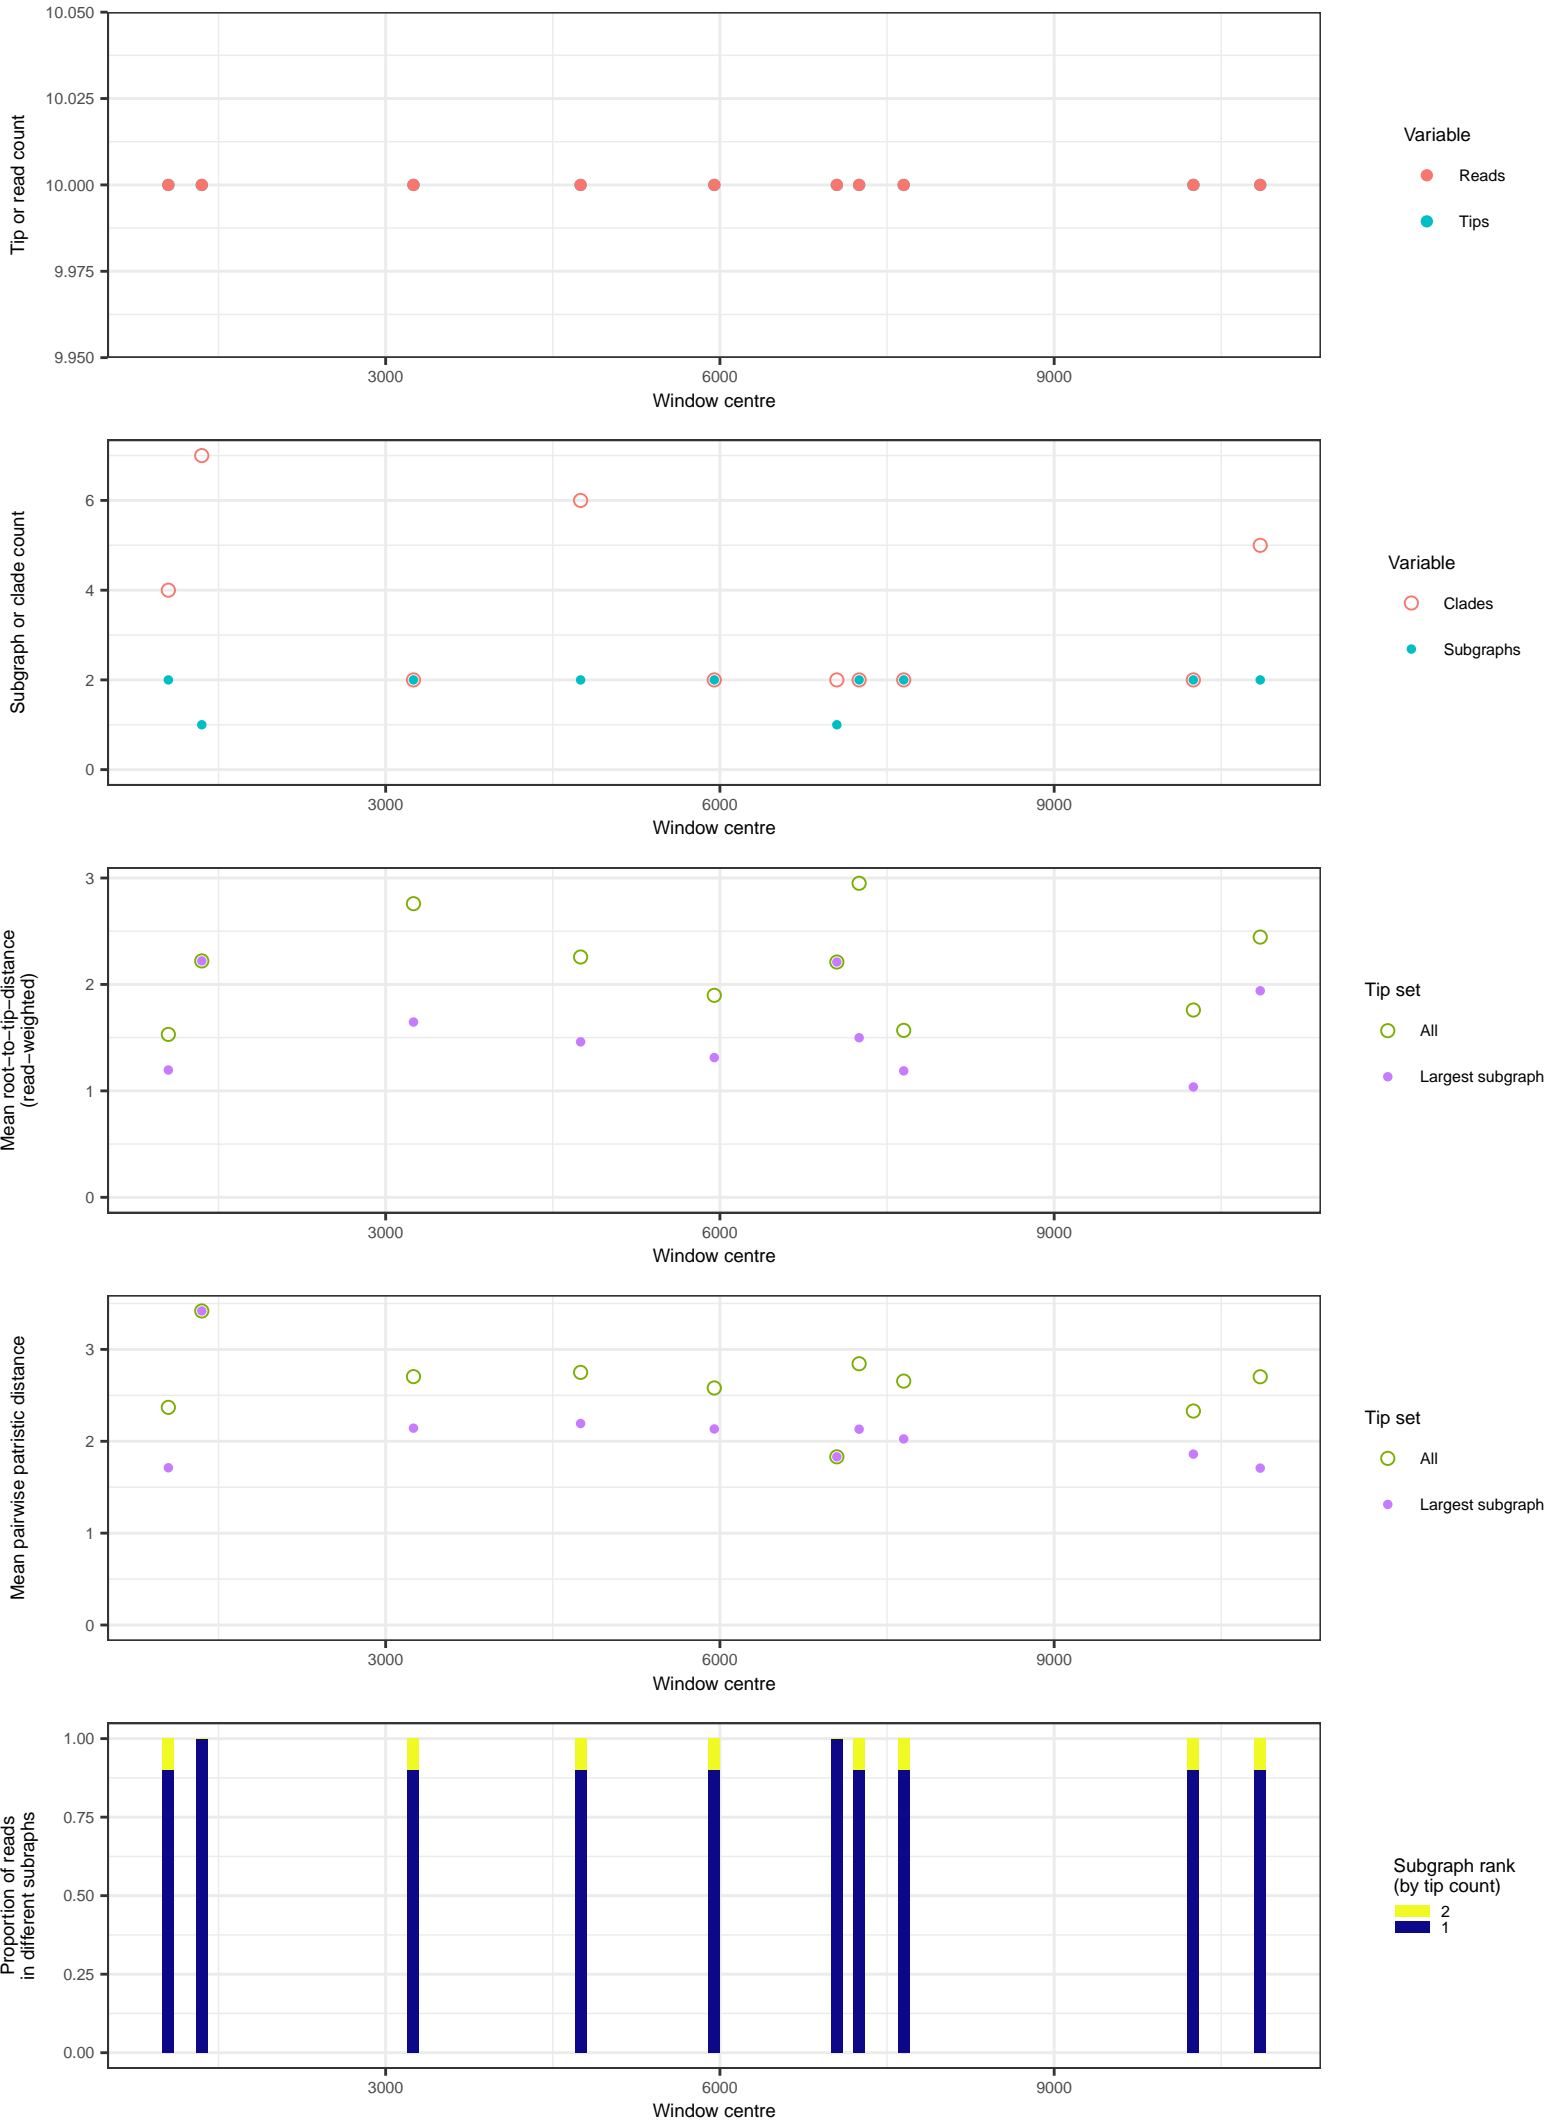 10.050
10.025
10.000
9.975
9.950
Tip or read count
3000 6000 9000
Window centre
Variable
Reads
Tips
6
4
2
0
Subgraph or clade count
3000 6000 9000
Window centre
Variable
Clades
Subgraphs
3
2
1
0
Mean root−to−tip−distance
(read−weighted)
3000 6000 9000
Window centre
Tip set
All
Largest subgraph
3
2
1
0
Mean pairwise patristic distance
3000 6000 9000
Window centre
Tip set
All
Largest subgraph
1.00
0.75
0.50
0.25
0.00
Proportion of reads
in different subraphs
3000 6000 9000
Window centre
Subgraph rank
(by tip count)
2
1